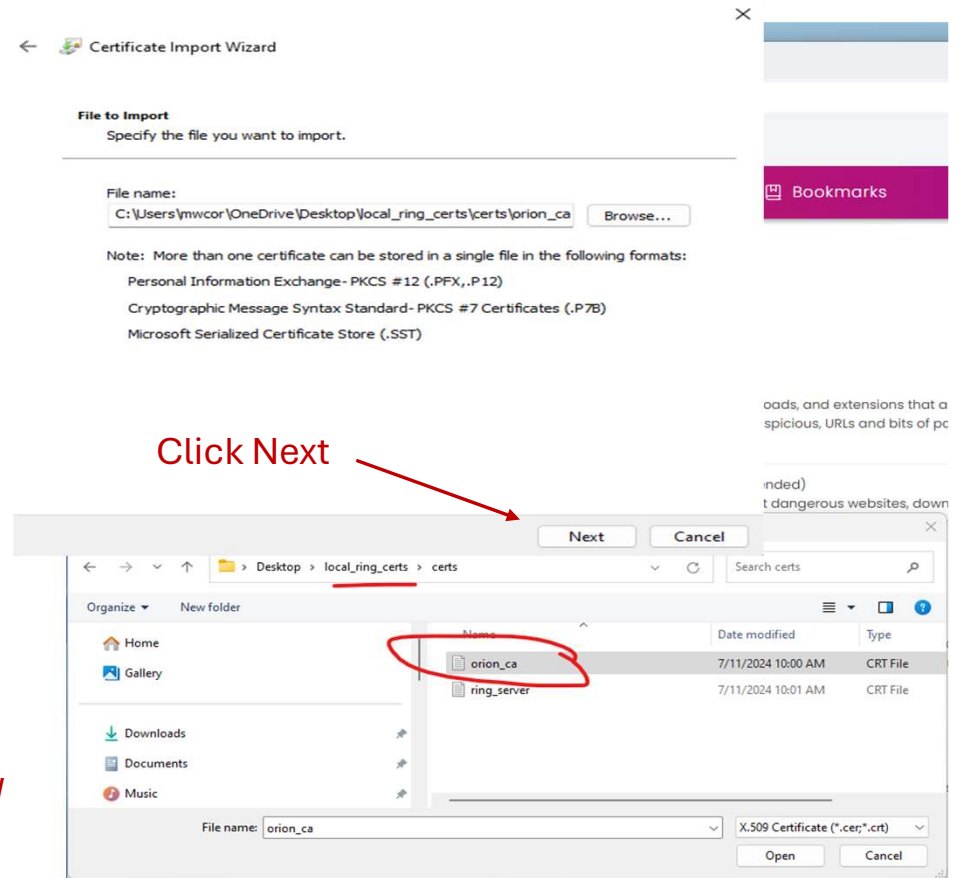 Certificate Import Wizard
File to Import
Specify the file you want to import.
File name:
C:\Users\mwcor\OneDrive\Desktop\local_ring_certs\certs\orion_ca
Browse...
Note: More than one certificate can be stored in a single file in the following formats:
Personal Information Exchange- PKCS #12 (.PFX,.P12)
Cryptographic Message Syntax Standard- PKCS #7 Certificates (.P7B)
Microsoft Serialized Certificate Store (.SST)
Bookmarks
oads, and extensions that a
spicious, URLs and bits of
Click Next
ended)
t dangerous websites, down
Next Cancel
> Desktop > local_ring_certs > certs
Search certs
Organize New folder
Home
Gallery
Downloads
Documents
Music
Name Date modified Type
orion_ca 7/11/2024 10:00 AM CRT File
ring_server 7/11/2024 10:01 AM CRT File
File name: orion_ca
X.509 Certificate (*.cer;*.crt)
Open Cancel